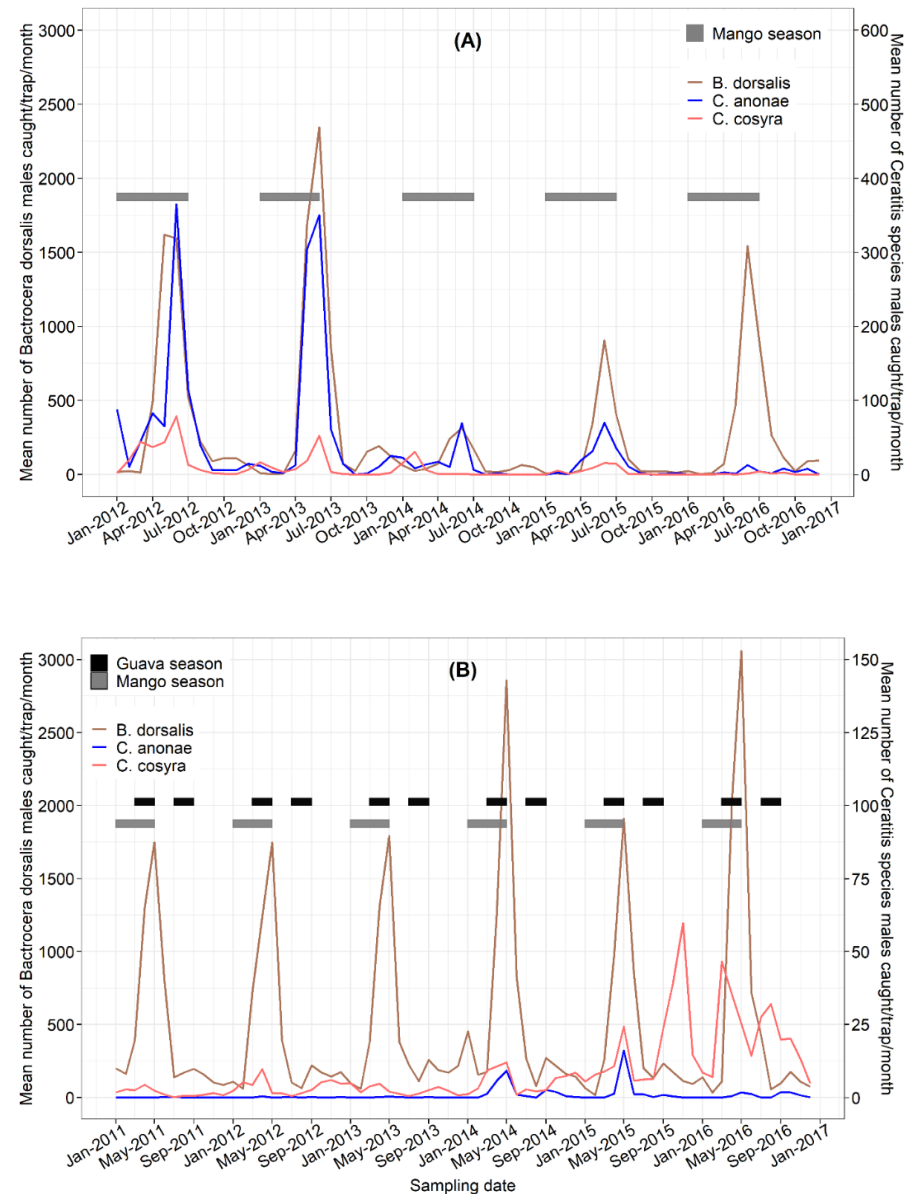 (A)
Mango season
B. dorsalis
C. anonae
C. cosyra
Mean number of Bactrocera dorsalis males caught/trap/month
3000
2500
2000
1500
1000
500
0
600
500
400
300
200
100
0
Mean number of Ceratitis species males caught/trap/month
Jan-2012
Apr-2012
Jul-2012
Oct-2012
Jan-2013
Apr-2013
Jul-2013
Oct-2013
Jan-2014
Apr-2014
Jul-2014
Oct-2014
Jan-2015
Apr-2015
Jul-2015
Oct-2015
Jan-2016
Apr-2016
Jul-2016
Oct-2016
Jan-2017
(B)
Guava season
Mango season
B. dorsalis
C. anonae
C. cosyra
Mean number of Bactrocera dorsalis males caught/trap/month
3000
2500
2000
1500
1000
500
0
150
125
100
75
50
25
0
Mean number of Ceratitis species males caught/trap/month
Jan-2011
May-2011
Sep-2011
Jan-2012
May-2012
Sep-2012
Jan-2013
May-2013
Sep-2013
Jan-2014
May-2014
Sep-2014
Jan-2015
May-2015
Sep-2015
Jan-2016
May-2016
Sep-2016
Jan-2017
Sampling date